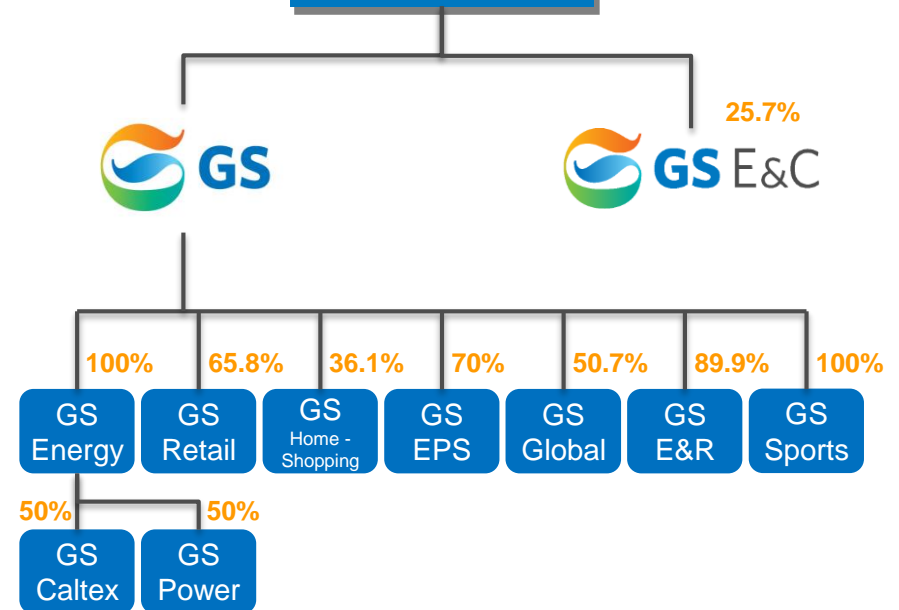 25.7%
GS
GS E&C
100%
65.8%
36.1%
70%
50.7%
89.9%
100%
GS
Energy
GS
Retail
GS
Home -
Shopping
GS
EPS
GS
Global
GS
E&R
GS
Sports
50%
50%
GS
Caltex
GS
Power